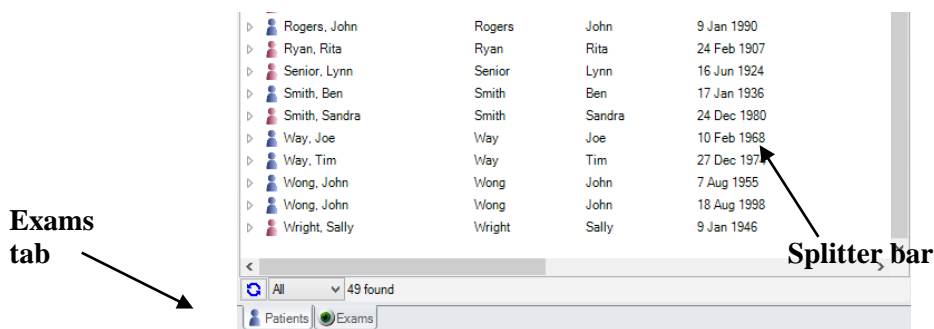 Rogers, John Rogers John 9 Jan 1990
Ryan, Rita Ryan Rita 24 Feb 1907
Senior, Lynn Senior Lynn 16 Jun 1924
Smith, Ben Smith Ben 17 Jan 1936
Smith, Sandra Smith Sandra 24 Dec 1980
Way, Joe Way Joe 10 Feb 1968
Way, Tim Way Tim 27 Dec 1974
Wong, John Wong John 7 Aug 1955
Wong, John Wong John 18 Aug 1998
Wright, Sally Wright Sally 9 Jan 1946
Exams
tab
Splitter bar
All 49 found
Patients Exams